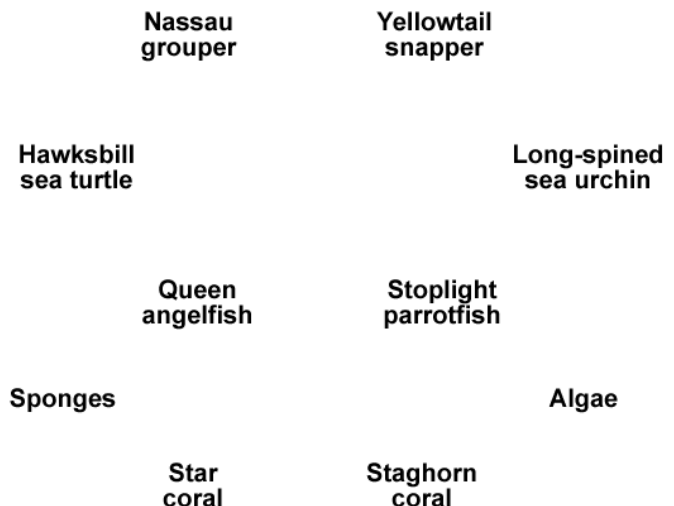 Nassau
grouper
Yellowtail
snapper
Hawksbill
sea turtle
Long-spined
sea urchin
Queen
angelfish
Stoplight
parrotfish
Sponges
Algae
Star
coral
Staghorn
coral